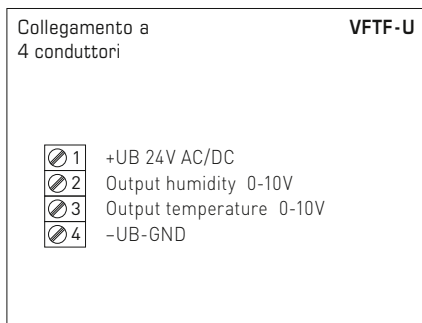 Collegamento a
4 conduttori
VFTF-U
1 +UB 24V AC/DC
2 Output humidity 0-10V
3 Output temperature 0-10V
4 –UB-GND